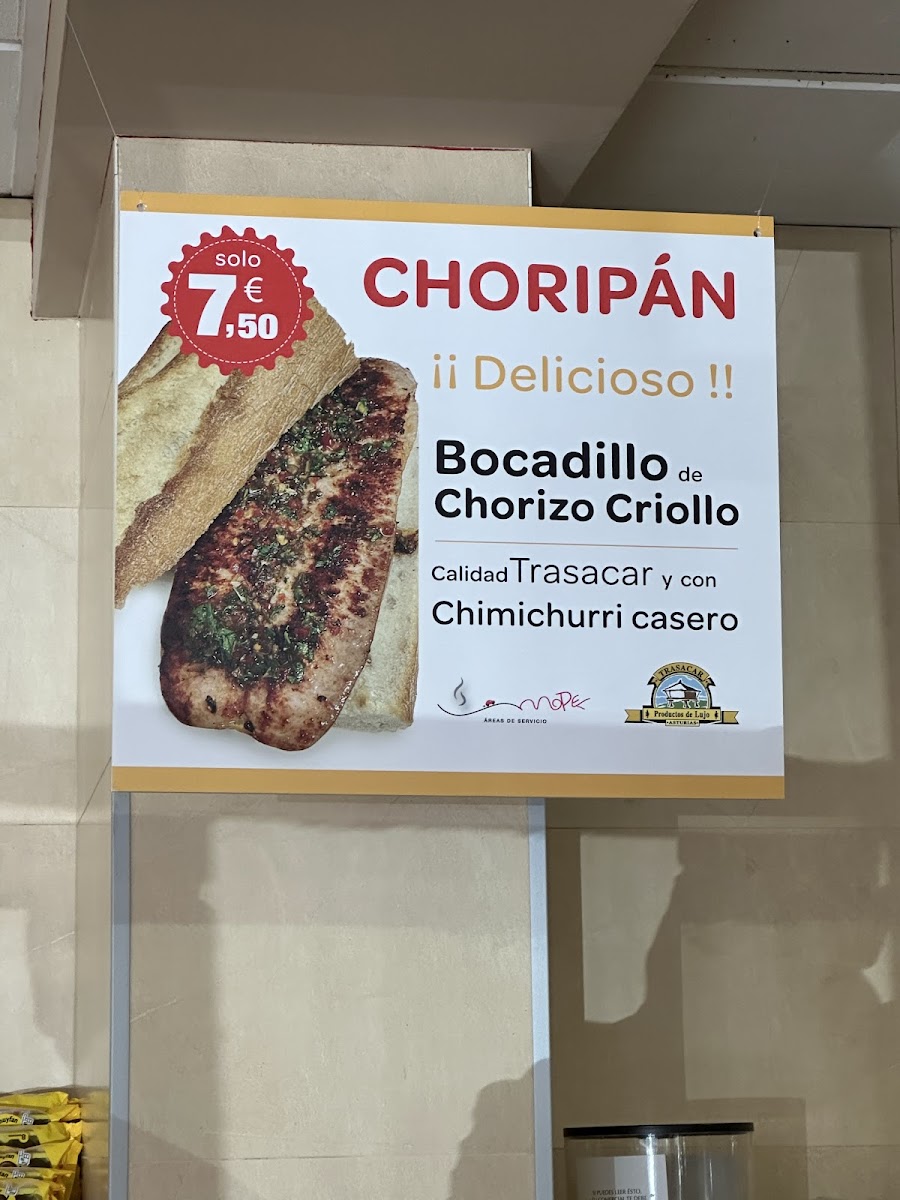 solo
7,50 €
CHORIPÁN
¡¡ Delicioso !!
Bocadillo de
Chorizo Criollo
Calidad Trasacar y con
Chimichurri casero
MOPEC
ÁREAS DE SERVICIO
TRASACAR
Productos de Lujo
ASTURIAS